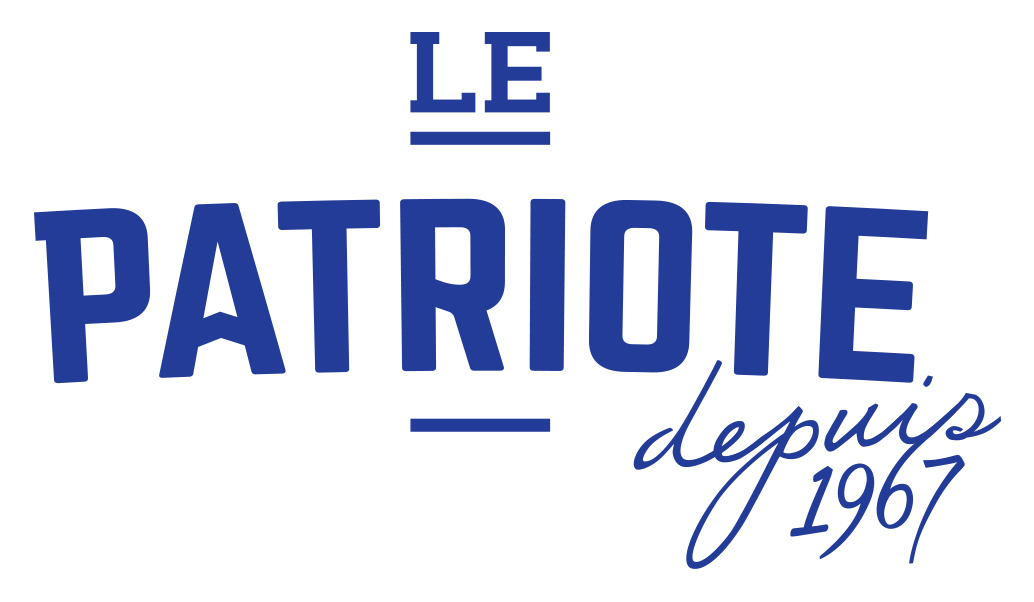 LE
PATRIOTE
depuis
1967